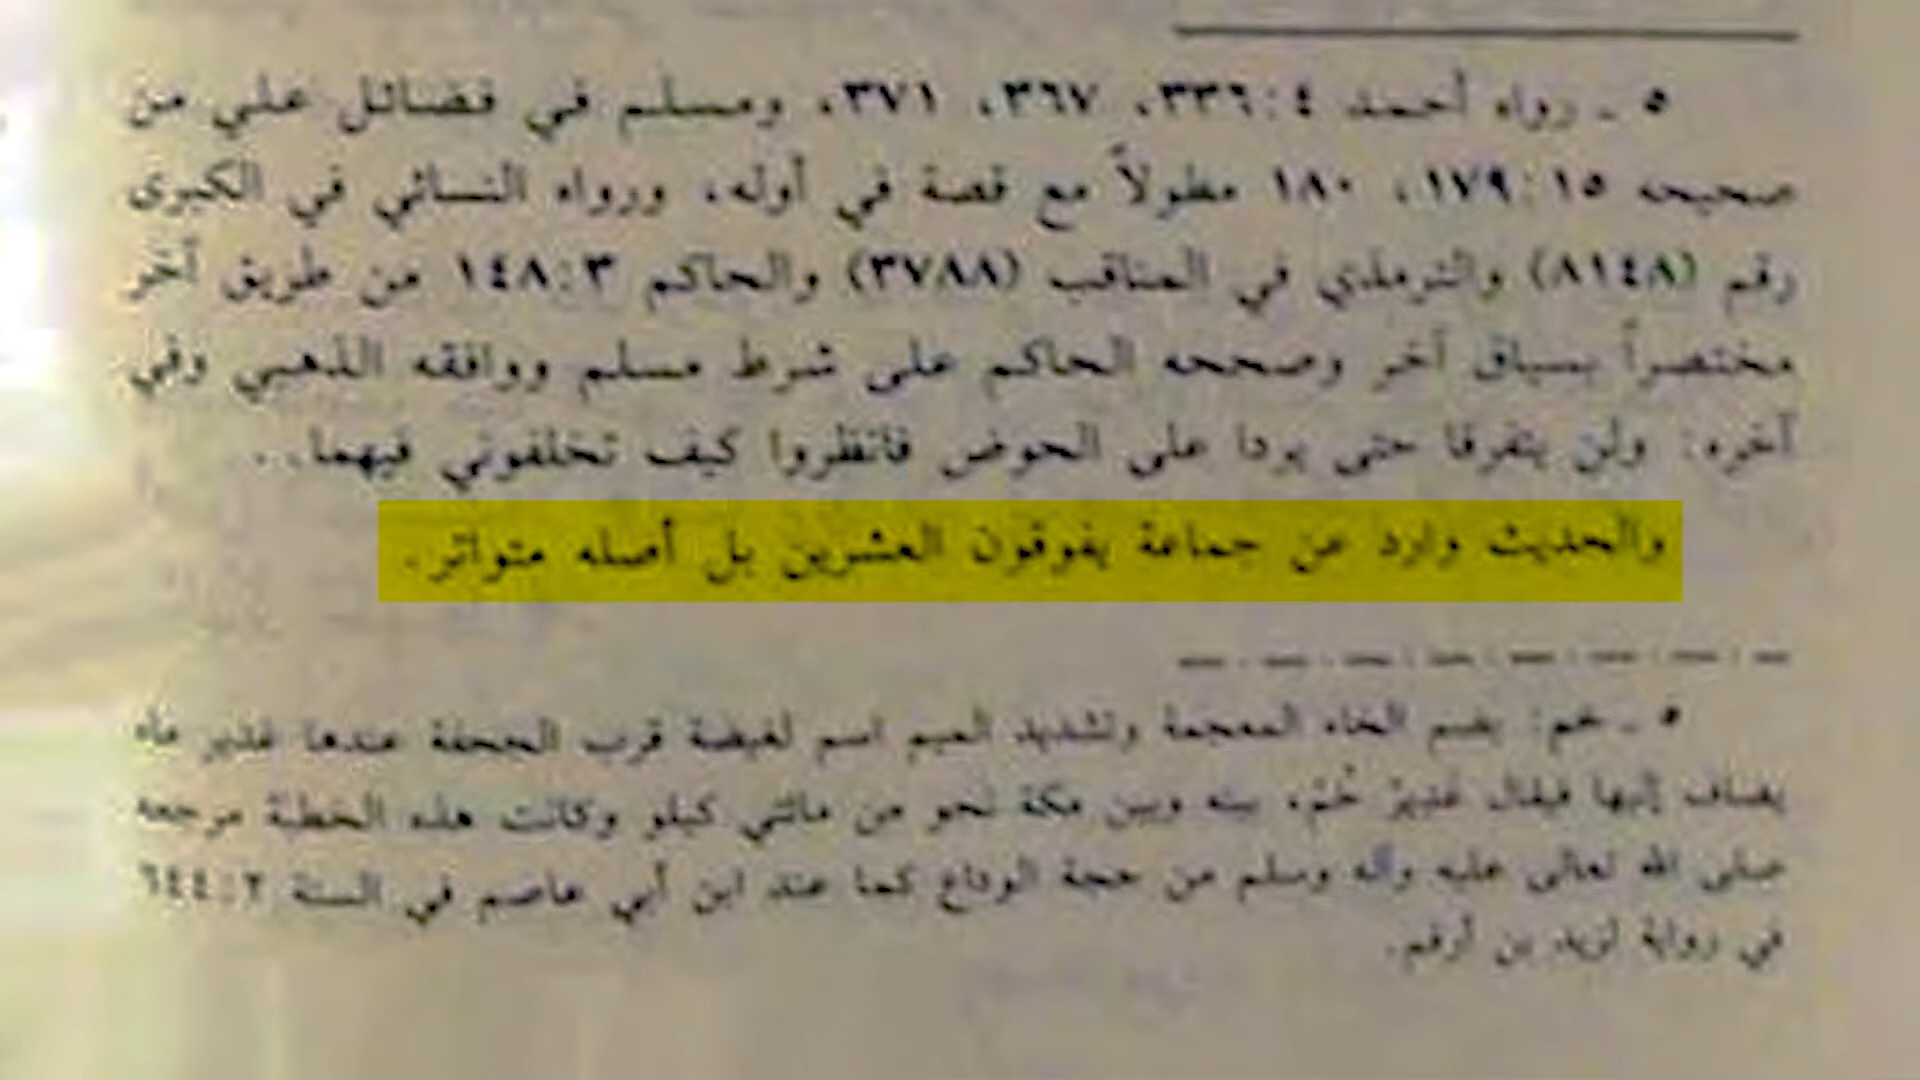 ٥ ـ رواه أحمد ٤:٣٣٦، ٣٦٧، ٣٧١، ومسلم في فضائل علي من
صحيحه ١٥:١٧٩، ١٨٠ مطولاً مع قصة في أوله، ورواه النسائي في الكبرى
رقم (٨١٤٨) والترمذي في المناقب (٣٧٨٨) والحاكم ٣:١٤٨ من طريق آخر
مختصراً بسياق آخر وصححه الحاكم على شرط مسلم ووافقه الذهبي وفي
آخره: ولن يتفرقا حتى يردا على الحوض فانظروا كيف تخلفوني فيهما..
والحديث وارد عن جماعة يفوقون العشرين بل أصله متواتر.
٥ ـ خم: بضم الخاء المعجمة وتشديد الميم اسم لغيضة قرب الجحفة عندها غدير ماء
يضاف إليها فيقال غديرُ خُمّ، بينه وبين مكة نحو من مائتي كيلو وكانت هذه الخطبة مرجعه
صلى الله تعالى عليه وآله وسلم من حجة الوداع كما عند ابن أبي عاصم في السنة ٢:٦٤٤
في رواية لزيد بن أرقم.